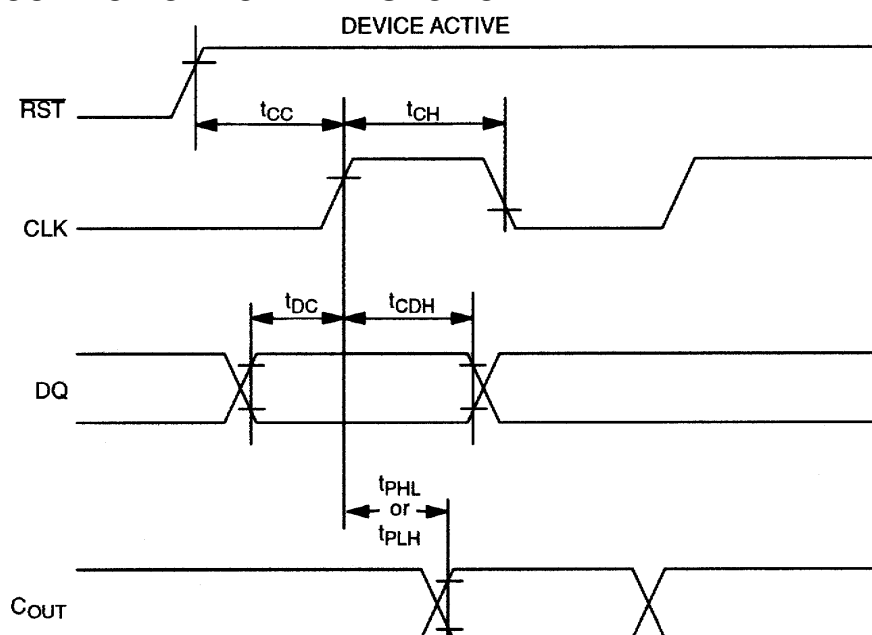 DEVICE ACTIVE
RST
tCC
tCH
CLK
tDC
tCDH
DQ
tPHL
or
tPLH
COUT